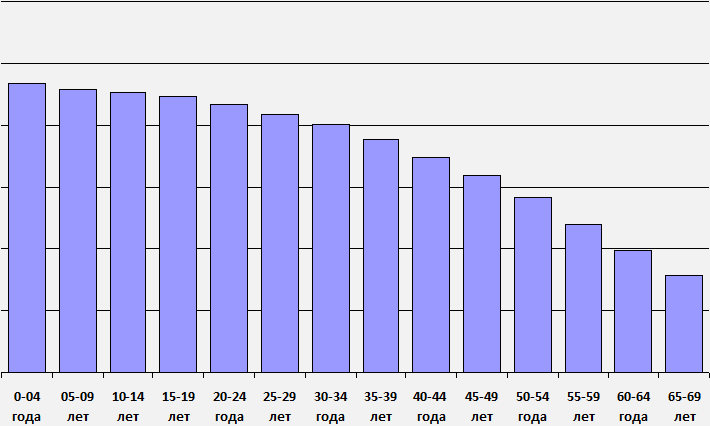 0-04 05-09 10-14 15-19 20-24 25-29 30-34 35-39 40-44 45-49 50-54 55-59 60-64 65-69
года лет лет лет года лет года лет года лет года лет года лет